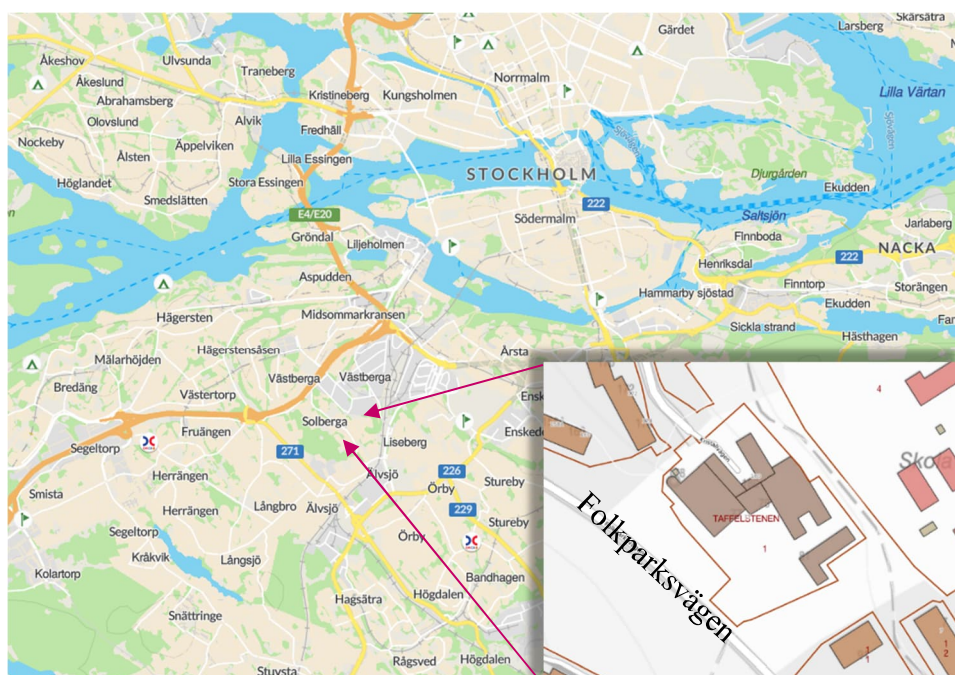 Skärsätra
Larsberg
Gärdet
Åkeshov
Ulvsunda
Traneberg
Norrmalm
Åkeslund
Kristineberg
Kungsholmen
Lilla Värtan
Abrahamsberg
Olovslund
Alvik
Fredhäll
Sjövägen
Sjövägen
Nockeby
Äppelviken
Ålsten
Lilla Essingen
STOCKHOLM
Djurgården
Höglandet
Stora Essingen
Ekudden
Smedslätten
E4/E20
222
Södermalm
Saltsjön
Jarlaberg
Gröndal
Liljeholmen
Finnboda
NACKA
222
Aspudden
Henriksdal
Finntorp
Storängen
Hammarby sjöstad
Ekudden
Hägersten
Midsommarkransen
Sickla strand
Hästhagen
Mälarhöjden
Hägerstensåsen
Årsta
Bredäng
Västberga
Västberga
Västertorp
Solberga
Fruängen
Liseberg
Segeltorp
271
Herrängen
Älvsjö
226
Stureby
Smista
Örby
Herrängen
Långbro
Älvsjö
229
Stureby
Segeltorp
Örby
Kråkvik
Långsjö
Kolartorp
Bandhagen
Snättringe
Hagsätra
Högdalen
Rågsved
Högdalen
Stuvsta
4
Skola
TAFFELSTENEN
1
Folkparksvägen
1
1
2